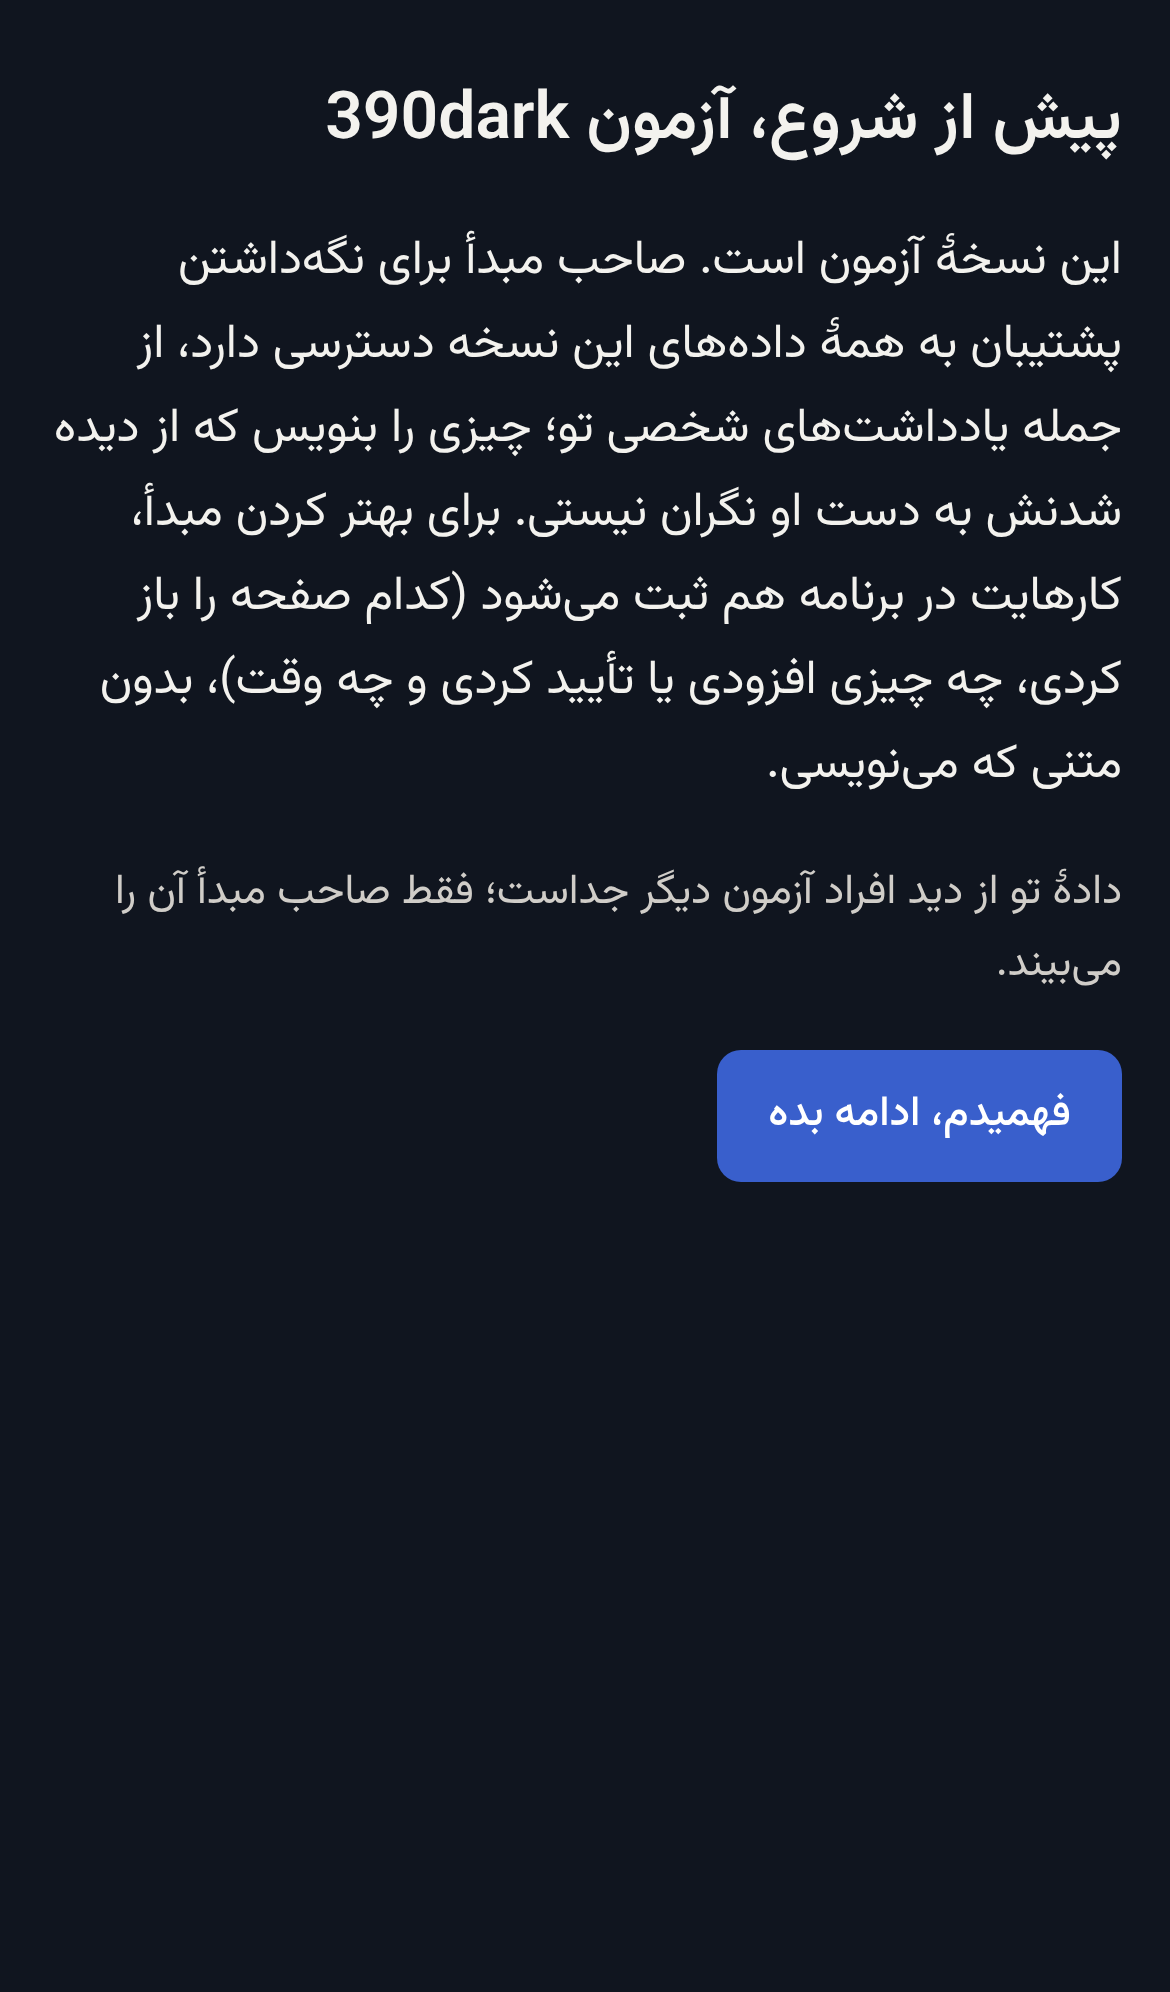 پیش از شروع، آزمون 390dark
این نسخهٔ آزمون است. صاحب مبدأ برای نگه‌داشتن
پشتیبان به همهٔ داده‌های این نسخه دسترسی دارد، از
جمله یادداشت‌های شخصی تو؛ چیزی را بنویس که از دیده
شدنش به دست او نگران نیستی. برای بهتر کردن مبدأ،
کارهایت در برنامه هم ثبت می‌شود (کدام صفحه را باز
کردی، چه چیزی افزودی یا تأیید کردی و چه وقت)، بدون
متنی که می‌نویسی.
دادهٔ تو از دید افراد آزمون دیگر جداست؛ فقط صاحب مبدأ آن را
می‌بیند.
فهمیدم، ادامه بده